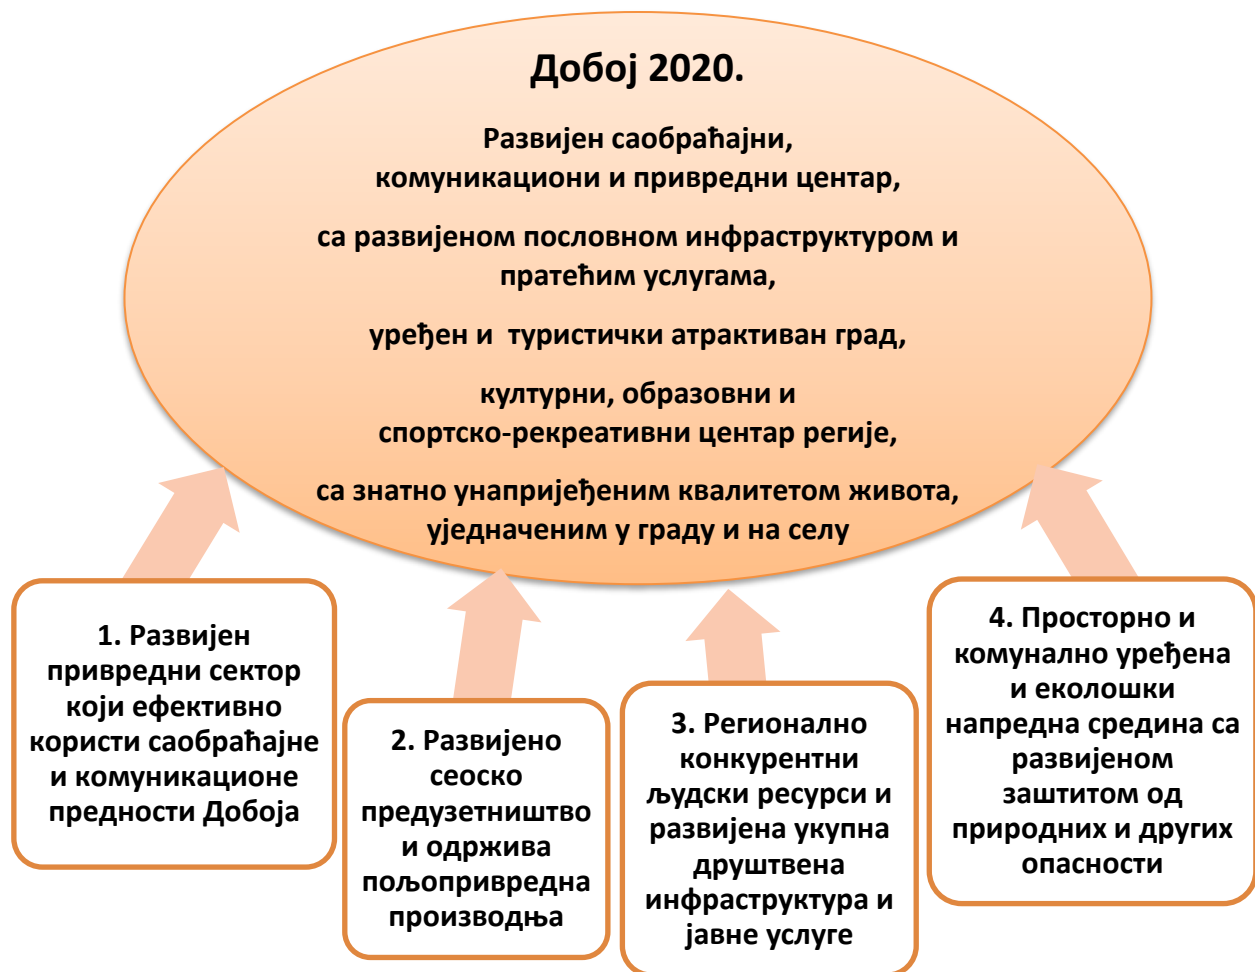 Добој 2020.
Развијен саобраћајни,
комуникациони и привредни центар,
са развијеном пословном инфраструктуром и
пратећим услугама,
уређен и туристички атрактиван град,
културни, образовни и
спортско-рекреативни центар регије,
са знатно унапријеђеним квалитетом живота,
уједначеним у граду и на селу
1. Развијен
привредни сектор
који ефективно
користи саобраћајне
и комуникационе
предности Добоја
2. Развијено
сеоско
предузетништво
и одржива
пољопривредна
производња
3. Регионално
конкурентни
људски ресурси и
развијена укупна
друштвена
инфраструктура и
јавне услуге
4. Просторно и
комунално уређена
и еколошки
напредна средина са
развијеном
заштитом од
природних и других
опасности